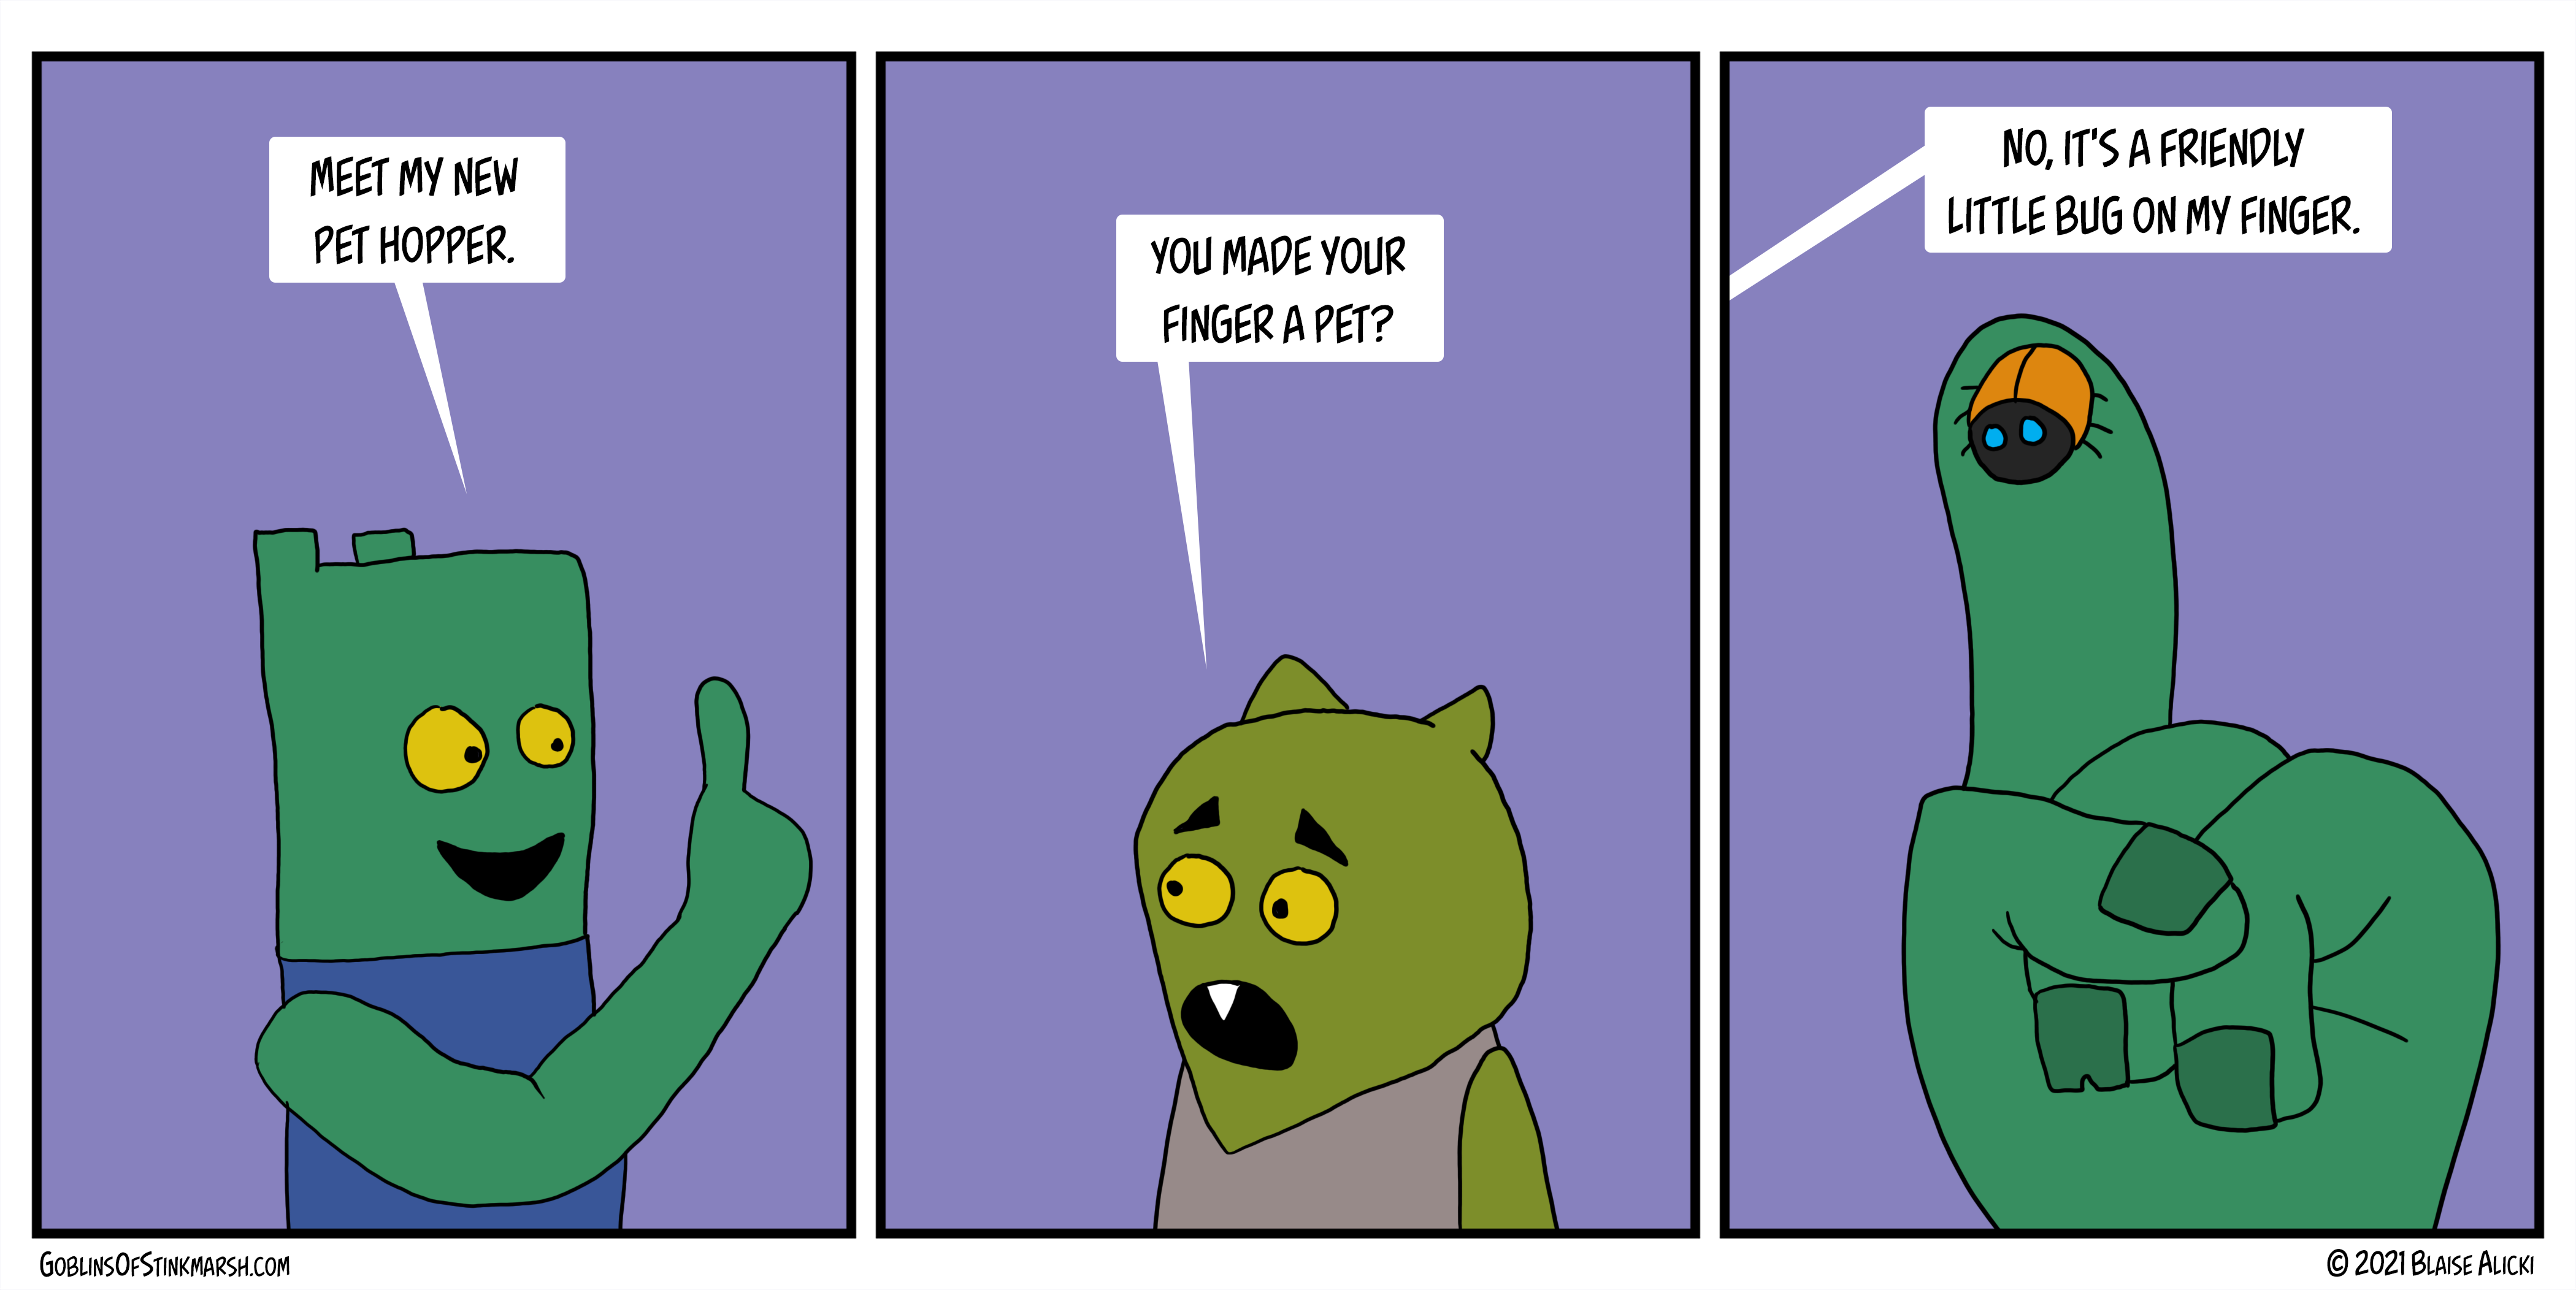 MEET MY NEW
PET HOPPER.
YOU MADE YOUR
FINGER A PET?
NO, IT'S A FRIENDLY
LITTLE BUG ON MY FINGER.
GOBLINSOFSTINKMARSH.COM
© 2021 BLAISE ALICKI